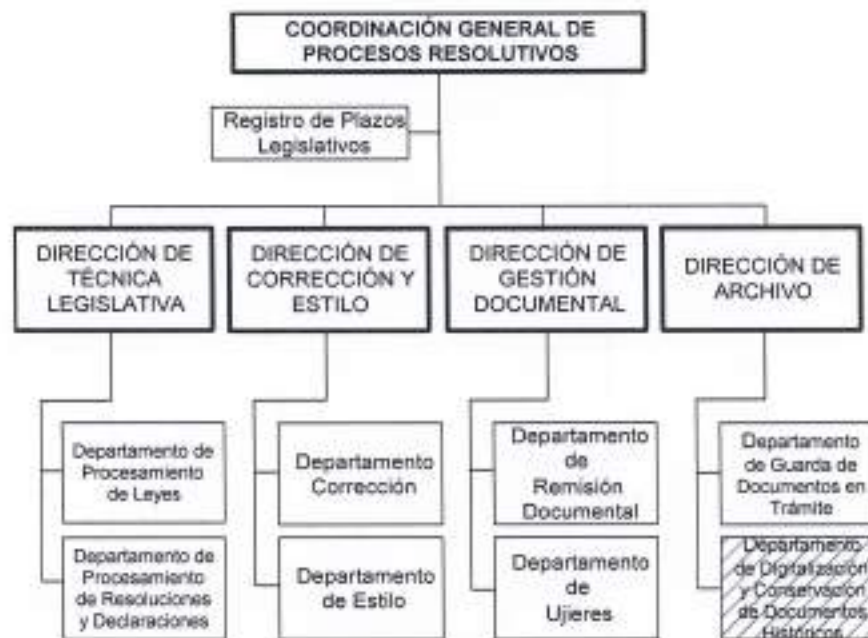 COORDINACIÓN GENERAL DE
PROCESOS RESOLUTIVOS
Registro de Plazos
Legislativos
DIRECCIÓN DE
TÉCNICA
LEGISLATIVA
DIRECCIÓN DE
CORRECCIÓN Y
ESTILO
DIRECCIÓN DE
GESTIÓN
DOCUMENTAL
DIRECCIÓN DE
ARCHIVO
Departamento de
Procesamiento
de Leyes
Departamento
Corrección
Departamento
de
Remisión
Documental
Departamento
de Guarda de
Documentos en
Trámite
Departamento de
Procesamiento
de Resoluciones
y Declaraciones
Departamento
de Estilo
Departamento
de
Ujieres
Departamento
de Digitalización
y Conservación
de Documentos
Históricos